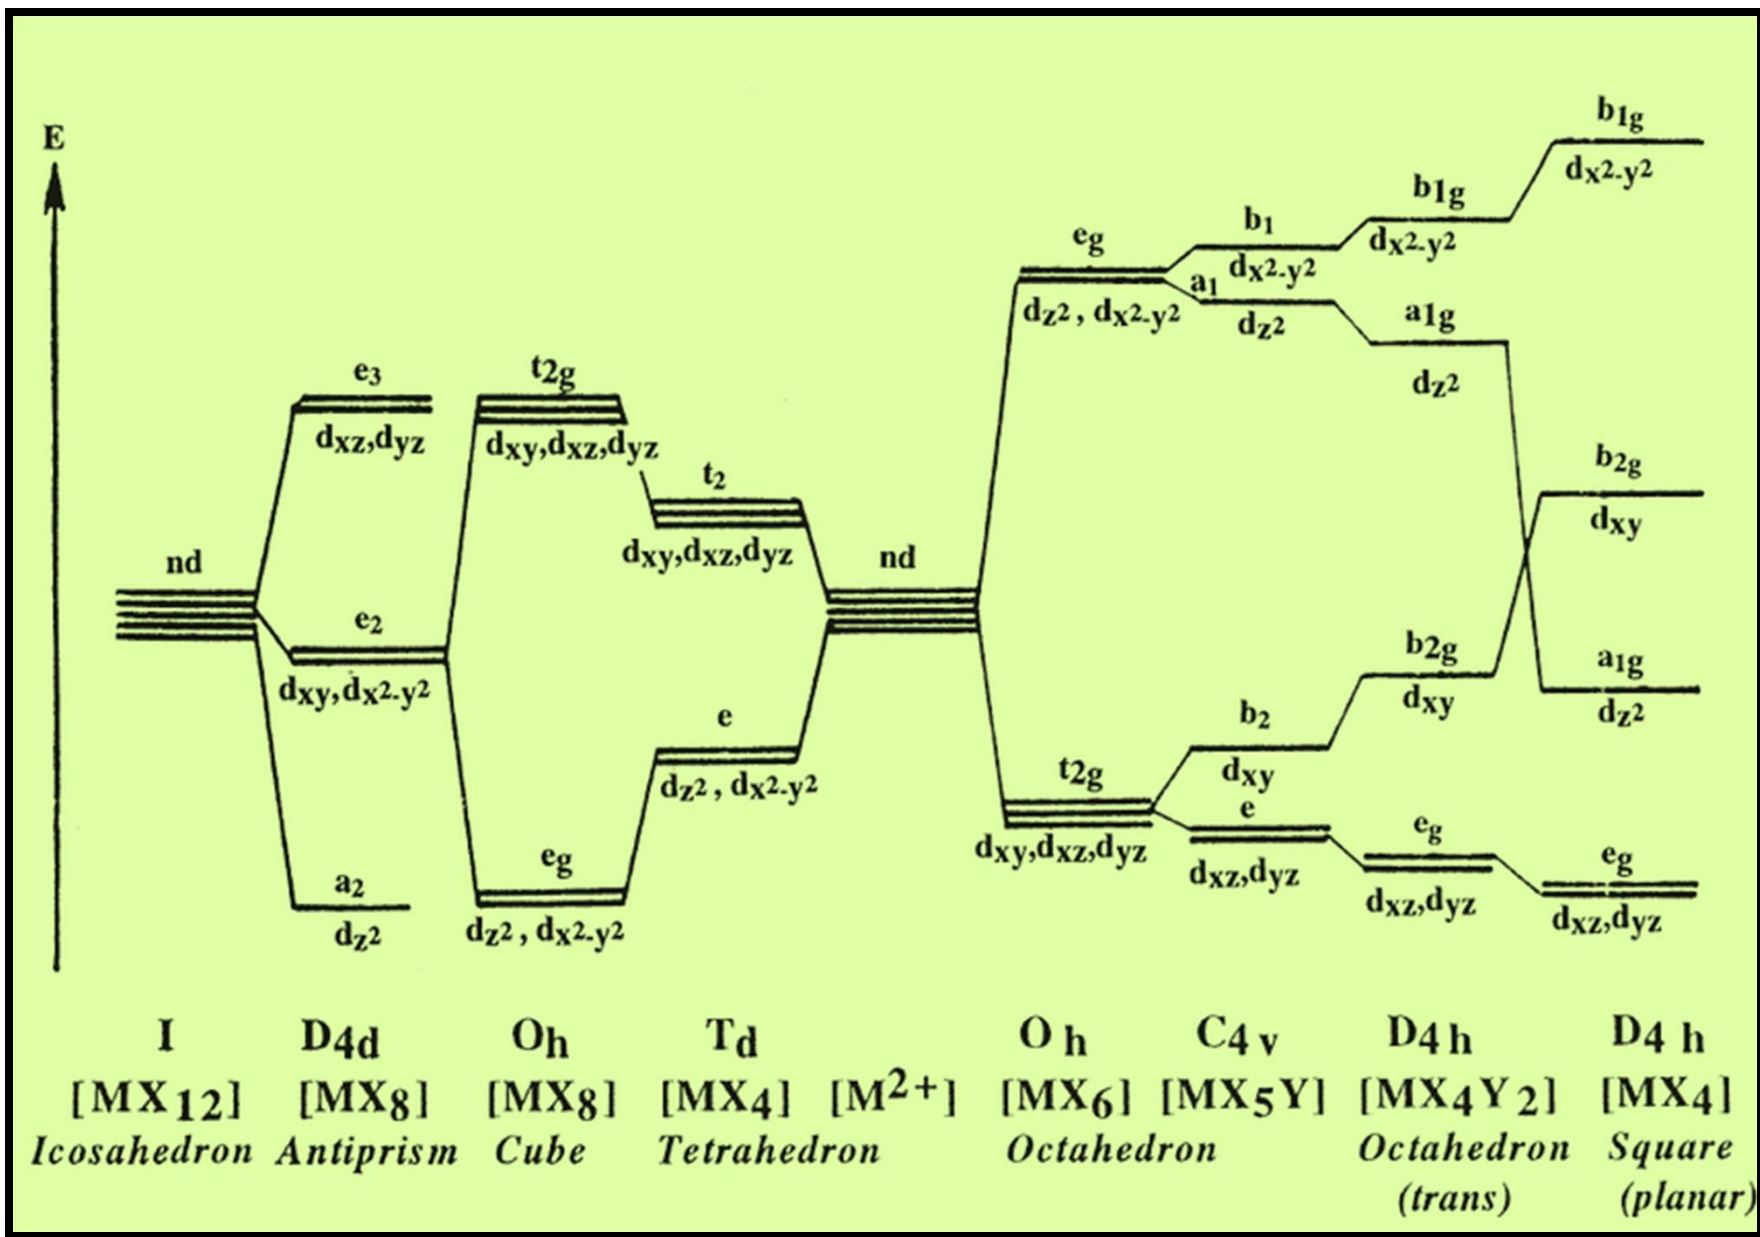 E
nd
e3
dxz,dyz
e2
dxy,dx2-y2
a2
dz2
t2g
dxy,dxz,dyz
eg
dz2 , dx2-y2
t2
dxy,dxz,dyz
e
dz2 , dx2-y2
nd
eg
dz2 , dx2-y2
t2g
dxy,dxz,dyz
b1
dx2-y2
a1
dz2
b2
dxy
e
dxz,dyz
b1g
dx2-y2
a1g
dz2
b2g
dxy
eg
dxz,dyz
b1g
dx2-y2
b2g
dxy
a1g
dz2
eg
dxz,dyz
I D4d Oh Td Oh C4v D4h D4h
[MX12] [MX8] [MX8] [MX4] [M2+] [MX6] [MX5Y] [MX4Y2] [MX4]
Icosahedron Antiprism Cube Tetrahedron Octahedron Octahedron Square
(trans) (planar)